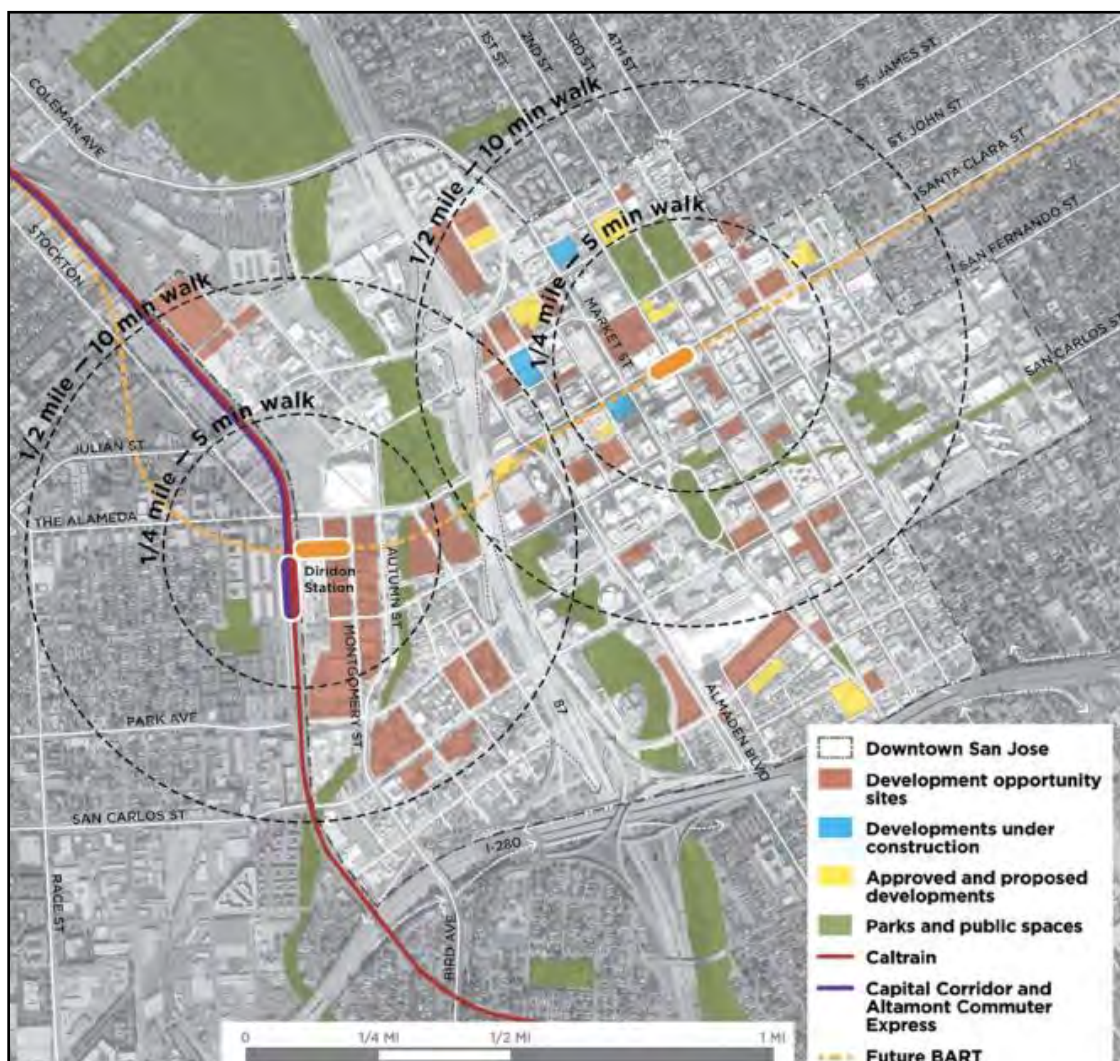 COLEMAN AVE
1ST ST
2ND ST
3RD ST
4TH ST
ST. JAMES ST.
ST. JOHN ST
SANTA CLARA ST
SAN FERNANDO ST
SAN CARLOS
1/2 mile — 10 min walk
1/4 mile — 5 min walk
MARKET ST
STOCKTON
1/2 mile — 10 min walk
1/4 mile — 5 min walk
JULIAN ST
THE ALAMEDA
Diridon
Station
AUTUMN ST
MONTGOMERY ST.
PARK AVE
SAN CARLOS ST
RACE ST
87
ALMADEN BLVD
I-280
BIRD AVE
Downtown San Jose
Development opportunity
sites
Developments under
construction
Approved and proposed
developments
Parks and public spaces
Caltrain
Capital Corridor and
Altamont Commuter
Express
Future BART
0 1/4 MI 1/2 MI 1 MI